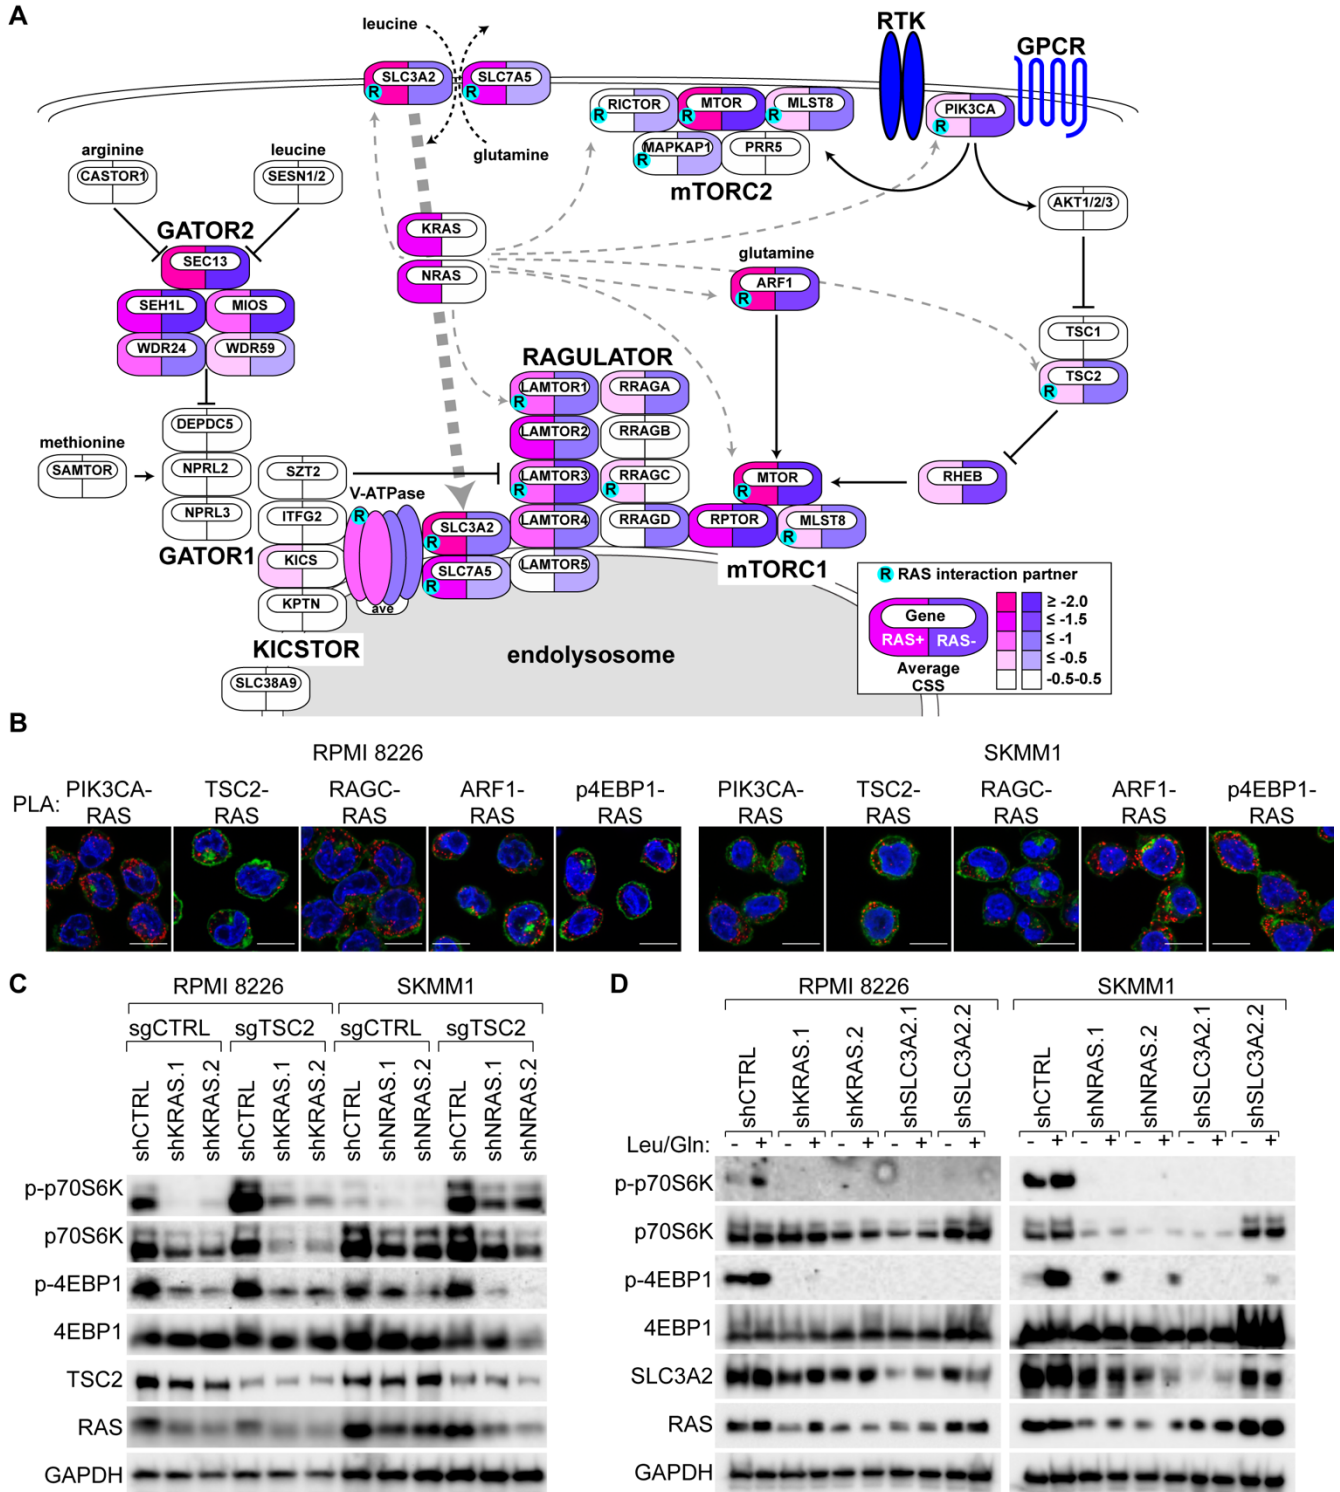 A
leucine
RTK
GPCR
SLC3A2
SLC7A5
R
R
RICTOR
MTOR
MLST8
PIK3CA
R
R
R
R
MAPKAP1
PRR5
R
mTORC2
glutamine
arginine
leucine
CASTOR1
SESN1/2
AKT1/2/3
GATOR2
SEC13
KRAS
NRAS
glutamine
ARF1
R
SEH1L
MIOS
WDR24
WDR59
TSC1
TSC2
R
RAGULATOR
LAMTOR1
RRAGA
R
DEPDC5
LAMTOR2
RRAGB
methionine
SAMTOR
NPRL2
SZT2
LAMTOR3
RRAGC
R
R
MTOR
R
RHEB
NPRL3
V-ATPase
ITFG2
R
SLC3A2
R
LAMTOR4
RRAGD
RPTOR
MLST8
R
GATOR1
KICS
SLC7A5
R
LAMTOR5
mTORC1
KPTN
ave
KICSTOR
endolysosome
SLC38A9
R RAS interaction partner
Gene
RAS+ RAS-
Average
CSS
≥ -2.0
≤ -1.5
≤ -1
≤ -0.5
-0.5-0.5
B
RPMI 8226
SKMM1
PLA:
PIK3CA-
RAS
TSC2-
RAS
RAGC-
RAS
ARF1-
RAS
p4EBP1-
RAS
PIK3CA-
RAS
TSC2-
RAS
RAGC-
RAS
ARF1-
RAS
p4EBP1-
RAS
C
RPMI 8226
SKMM1
sgCTRL
sgTSC2
sgCTRL
sgTSC2
shCTRL
shKRAS.1
shKRAS.2
shCTRL
shKRAS.1
shKRAS.2
shCTRL
shNRAS.1
shNRAS.2
shCTRL
shNRAS.1
shNRAS.2
p-p70S6K
p70S6K
p-4EBP1
4EBP1
TSC2
RAS
GAPDH
D
RPMI 8226
SKMM1
shCTRL
shKRAS.1
shKRAS.2
shSLC3A2.1
shSLC3A2.2
shCTRL
shNRAS.1
shNRAS.2
shSLC3A2.1
shSLC3A2.2
Leu/Gln: - + - + - + - + - + - + - + - + - + - +
p-p70S6K
p70S6K
p-4EBP1
4EBP1
SLC3A2
RAS
GAPDH